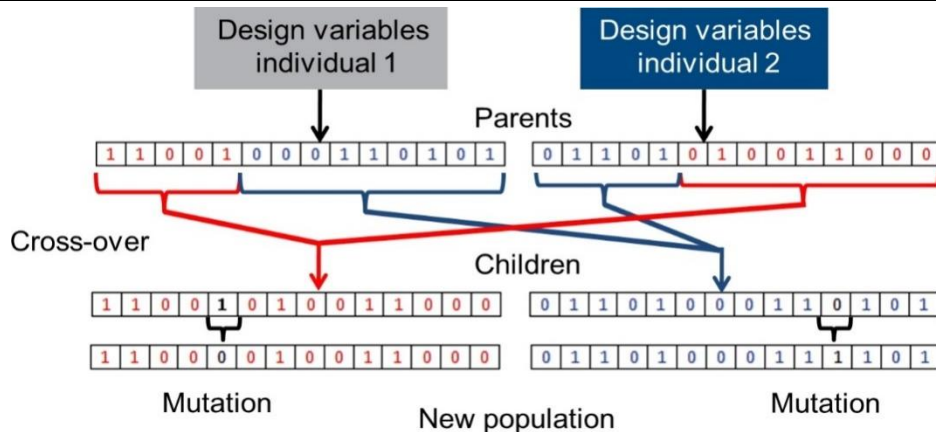 Design variables
individual 1
Design variables
individual 2
Parents
1 1 0 0 1 0 0 0 1 1 0 1 0 1
0 1 1 0 1 0 1 0 0 1 1 0 0 0
Cross-over
Children
1 1 0 0 1 0 1 0 0 1 1 0 0 0
0 1 1 0 1 0 0 0 1 1 0 1 0 1
1 1 0 0 0 0 1 0 0 1 1 0 0 0
0 1 1 0 1 0 0 0 1 1 1 1 0 1
Mutation
New population
Mutation